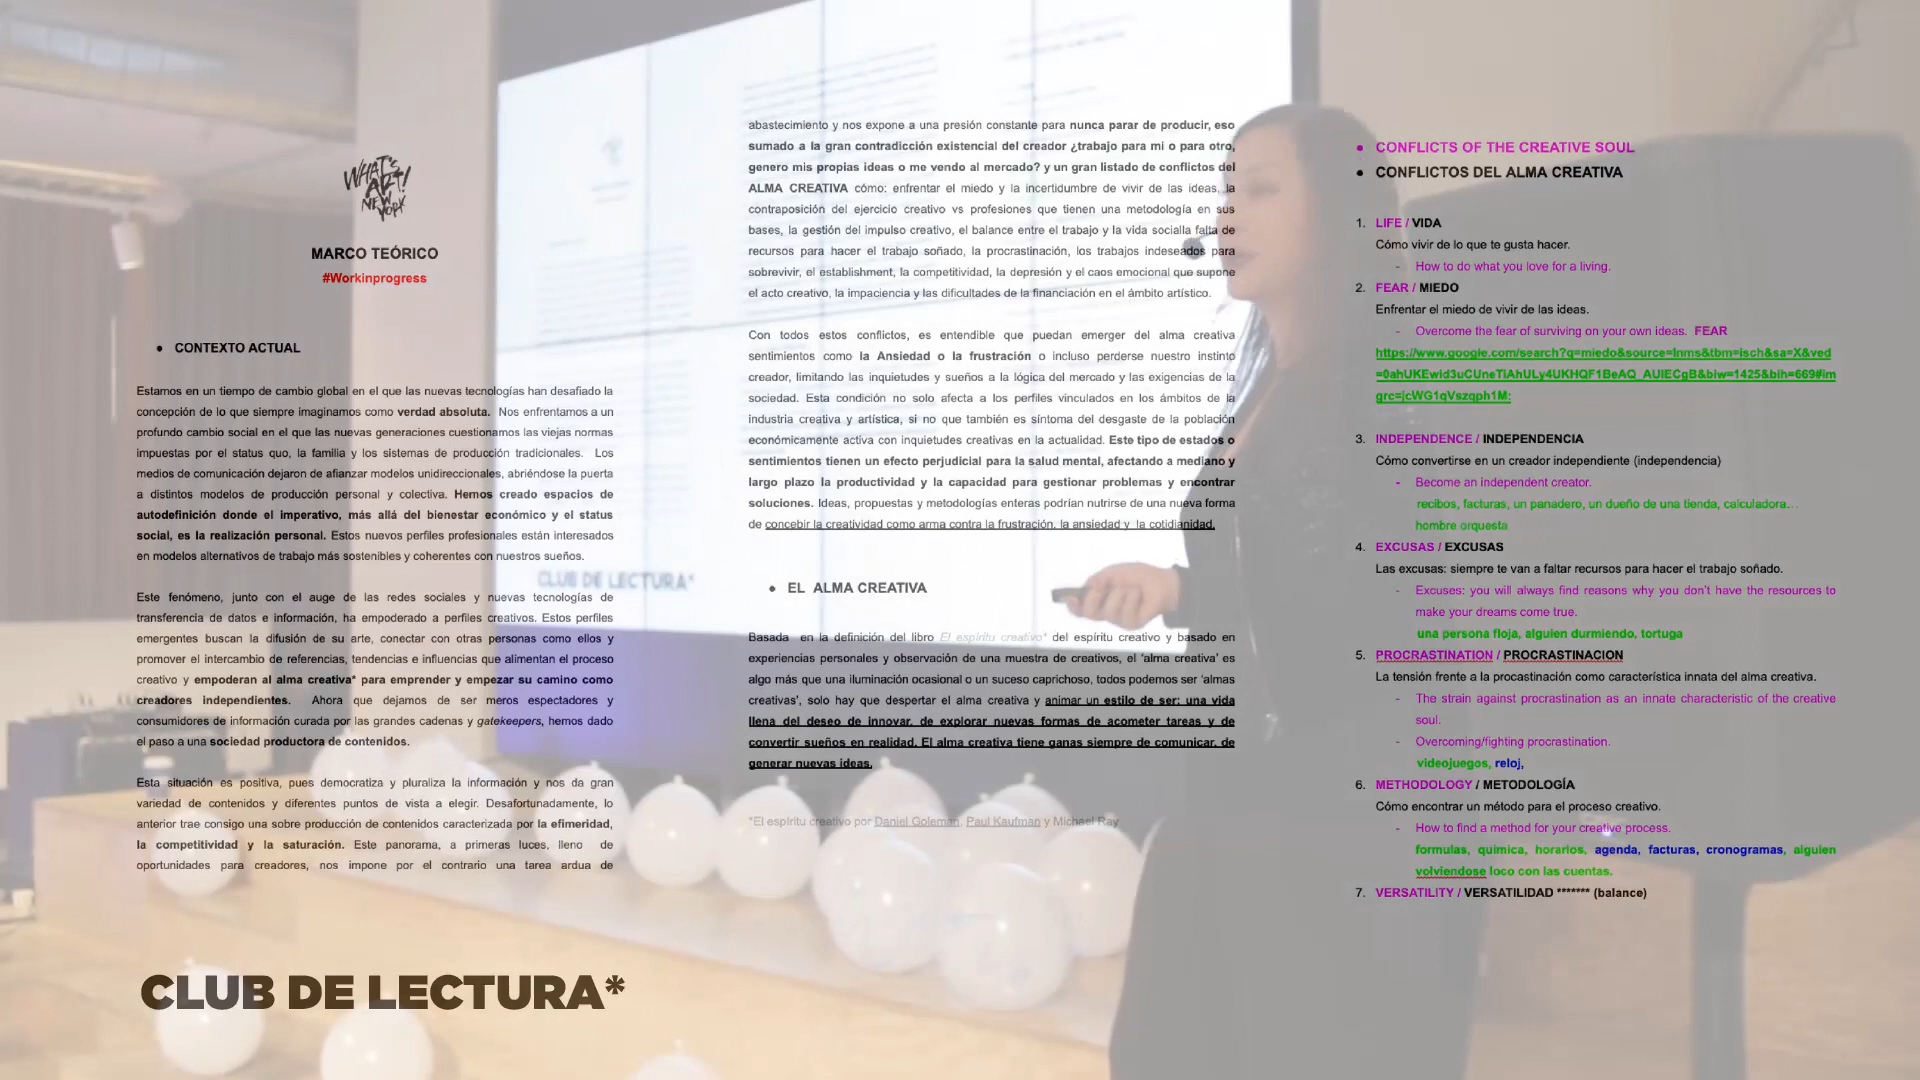 WHAT'S
ART!
NEW
YORK
MARCO TEÓRICO
#Workinprogress
● CONTEXTO ACTUAL
Estamos en un tiempo de cambio global en el que las nuevas tecnologías han desafiado la
concepción de lo que siempre imaginamos como verdad absoluta. Nos enfrentamos a un
profundo cambio social en el que las nuevas generaciones cuestionamos las viejas normas
impuestas por el status quo, la familia y los sistemas de producción tradicionales. Los
medios de comunicación dejaron de afianzar modelos unidireccionales, abriéndose la puerta
a distintos modelos de producción personal y colectiva. Hemos creado espacios de
autodefinición donde el imperativo, más allá del bienestar económico y el status
social, es la realización personal. Estos nuevos perfiles profesionales están interesados
en modelos alternativos de trabajo más sostenibles y coherentes con nuestros sueños.
Este fenómeno, junto con el auge de las redes sociales y nuevas tecnologías de
transferencia de datos e información, ha empoderado a perfiles creativos. Estos perfiles
emergentes buscan la difusión de su arte, conectar con otras personas como ellos y
promover el intercambio de referencias, tendencias e influencias que alimentan el proceso
creativo y empoderan al alma creativa* para emprender y empezar su camino como
creadores independientes. Ahora que dejamos de ser meros espectadores y
consumidores de información curada por las grandes cadenas y gatekeepers, hemos dado
el paso a una sociedad productora de contenidos.
Esta situación es positiva, pues democratiza y pluraliza la información y nos da gran
variedad de contenidos y diferentes puntos de vista a elegir. Desafortunadamente, lo
anterior trae consigo una sobre producción de contenidos caracterizada por la efimeridad,
la competitividad y la saturación. Este panorama, a primeras luces, lleno de
oportunidades para creadores, nos impone por el contrario una tarea ardua de
abastecimiento y nos expone a una presión constante para nunca parar de producir, eso
sumado a la gran contradicción existencial del creador ¿trabajo para mi o para otro,
genero mis propias ideas o me vendo al mercado? y un gran listado de conflictos del
ALMA CREATIVA cómo: enfrentar el miedo y la incertidumbre de vivir de las ideas, la
contraposición del ejercicio creativo vs profesiones que tienen una metodología en sus
bases, la gestión del impulso creativo, el balance entre el trabajo y la vida socialla falta de
recursos para hacer el trabajo soñado, la procrastinación, los trabajos indeseados para
sobrevivir, el establishment, la competitividad, la depresión y el caos emocional que supone
el acto creativo, la impaciencia y las dificultades de la financiación en el ámbito artístico.
Con todos estos conflictos, es entendible que puedan emerger del alma creativa
sentimientos como la Ansiedad o la frustración o incluso perderse nuestro instinto
creador, limitando las inquietudes y sueños a la lógica del mercado y las exigencias de la
sociedad. Esta condición no solo afecta a los perfiles vinculados en los ámbitos de la
industria creativa y artística, si no que también es síntoma del desgaste de la población
económicamente activa con inquietudes creativas en la actualidad. Este tipo de estados o
sentimientos tienen un efecto perjudicial para la salud mental, afectando a mediano y
largo plazo la productividad y la capacidad para gestionar problemas y encontrar
soluciones. Ideas, propuestas y metodologías enteras podrían nutrirse de una nueva forma
de concebir la creatividad como arma contra la frustración, la ansiedad y la cotidianidad.
● EL ALMA CREATIVA
Basada en la definición del libro El espíritu creativo* del espíritu creativo y basado en
experiencias personales y observación de una muestra de creativos, el 'alma creativa' es
algo más que una iluminación ocasional o un suceso caprichoso, todos podemos ser 'almas
creativas', solo hay que despertar el alma creativa y animar un estilo de ser: una vida
llena del deseo de innovar, de explorar nuevas formas de acometer tareas y de
convertir sueños en realidad. El alma creativa tiene ganas siempre de comunicar, de
generar nuevas ideas.
*El espíritu creativo por Daniel Goleman, Paul Kaufman y Michael Ray
● CONFLICTS OF THE CREATIVE SOUL
● CONFLICTOS DEL ALMA CREATIVA
1. LIFE / VIDA
Cómo vivir de lo que te gusta hacer.
- How to do what you love for a living.
2. FEAR / MIEDO
Enfrentar el miedo de vivir de las ideas.
- Overcome the fear of surviving on your own ideas. FEAR
https://www.google.com/search?q=miedo&source=lnms&tbm=isch&sa=X&ved
=0ahUKEwid3uCUneTiAhULy4UKHQF1BeAQ_AUIECgB&biw=1425&bih=669#im
grc=jcWG1qVszqph1M:
3. INDEPENDENCE / INDEPENDENCIA
Cómo convertirse en un creador independiente (independencia)
- Become an independent creator.
recibos, facturas, un panadero, un dueño de una tienda, calculadora…
hombre orquesta
4. EXCUSAS / EXCUSAS
Las excusas: siempre te van a faltar recursos para hacer el trabajo soñado.
- Excuses: you will always find reasons why you don't have the resources to
make your dreams come true.
una persona floja, alguien durmiendo, tortuga
5. PROCRASTINATION / PROCRASTINACION
La tensión frente a la procastinación como característica innata del alma creativa.
- The strain against procrastination as an innate characteristic of the creative
soul.
- Overcoming/fighting procrastination.
videojuegos, reloj,
6. METHODOLOGY / METODOLOGÍA
Cómo encontrar un método para el proceso creativo.
- How to find a method for your creative process.
formulas, quimica, horarios, agenda, facturas, cronogramas, alguien
volviendose loco con las cuentas.
7. VERSATILITY / VERSATILIDAD ******* (balance)
CLUB DE LECTURA*
CLUB DE LECTURA*